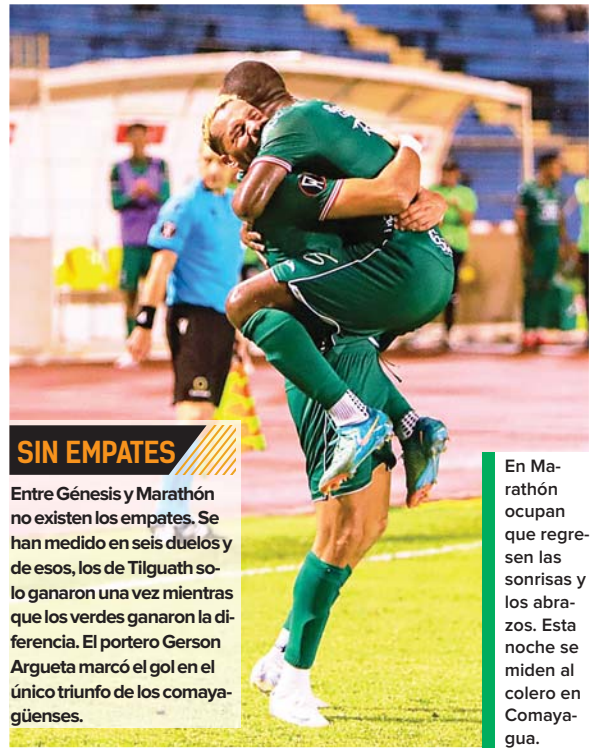 SIN EMPATES
Entre Génesis y Marathón
no existen los empates. Se
han medido en seis duelos y
de esos, los de Tilguath so-
lo ganaron una vez mientras
que los verdes ganaron la di-
ferencia. El portero Gerson
Argueta marcó el gol en el
único triunfo de los comaya-
güenses.
En Ma-
rathón
ocupan
que regre-
sen las
sonrisas y
los abra-
zos. Esta
noche se
miden al
colero en
Comaya-
gua.